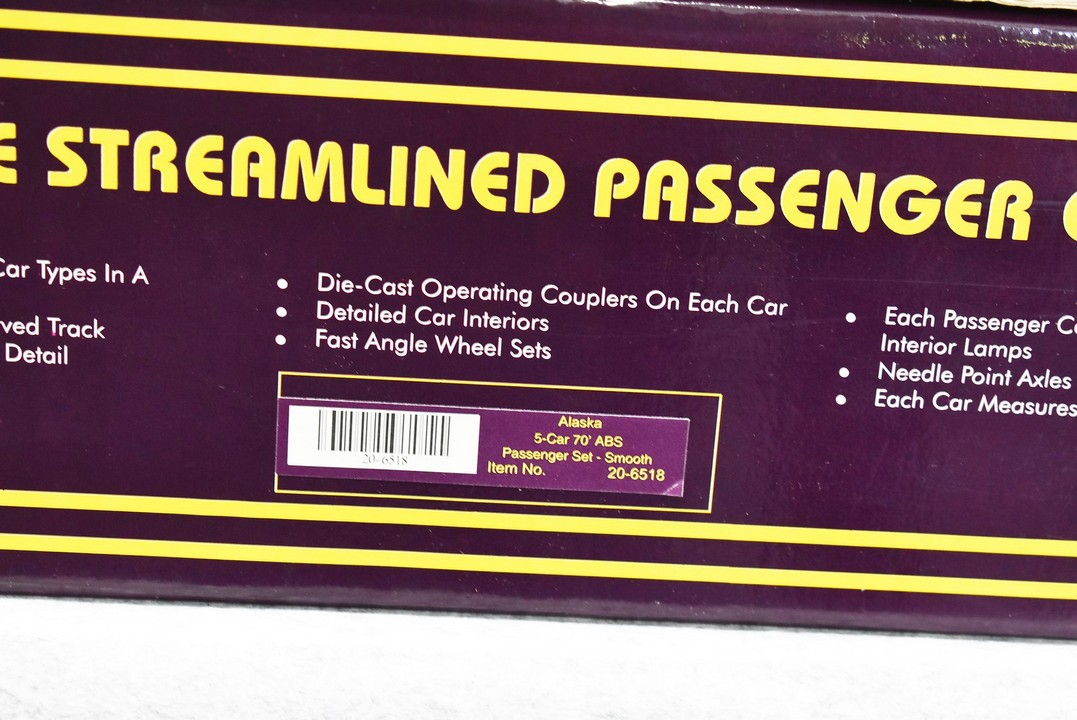 E STREAMLINED PASSENGER
Car Types In A
ved Track
Detail
• Die-Cast Operating Couplers On Each Car
• Detailed Car Interiors
• Fast Angle Wheel Sets
• Each Passenger
Interior Lamps
• Needle Point Axles
• Each Car Measures
20-6518
Alaska
5-Car 70' ABS
Passenger Set - Smooth
Item No. 20-6518